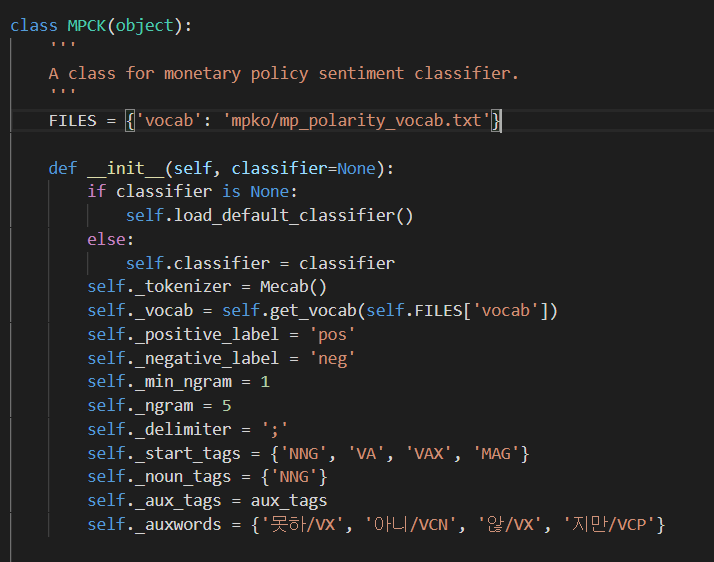 class MPCK(object):
    '''
    A class for monetary policy sentiment classifier.
    '''
    FILES = {'vocab': 'mpko/mp_polarity_vocab.txt'}
    def __init__(self, classifier=None):
        if classifier is None:
            self.load_default_classifier()
        else:
            self.classifier = classifier
        self._tokenizer = Mecab()
        self._vocab = self.get_vocab(self.FILES['vocab'])
        self._positive_label = 'pos'
        self._negative_label = 'neg'
        self._min_ngram = 1
        self._ngram = 5
        self._delimiter = ';'
        self._start_tags = {'NNG', 'VA', 'VAX', 'MAG'}
        self._noun_tags = {'NNG'}
        self._aux_tags = aux_tags
        self._auxwords = {'못하/VX', '아니/VCN', '않/VX', '지만/VCP'}